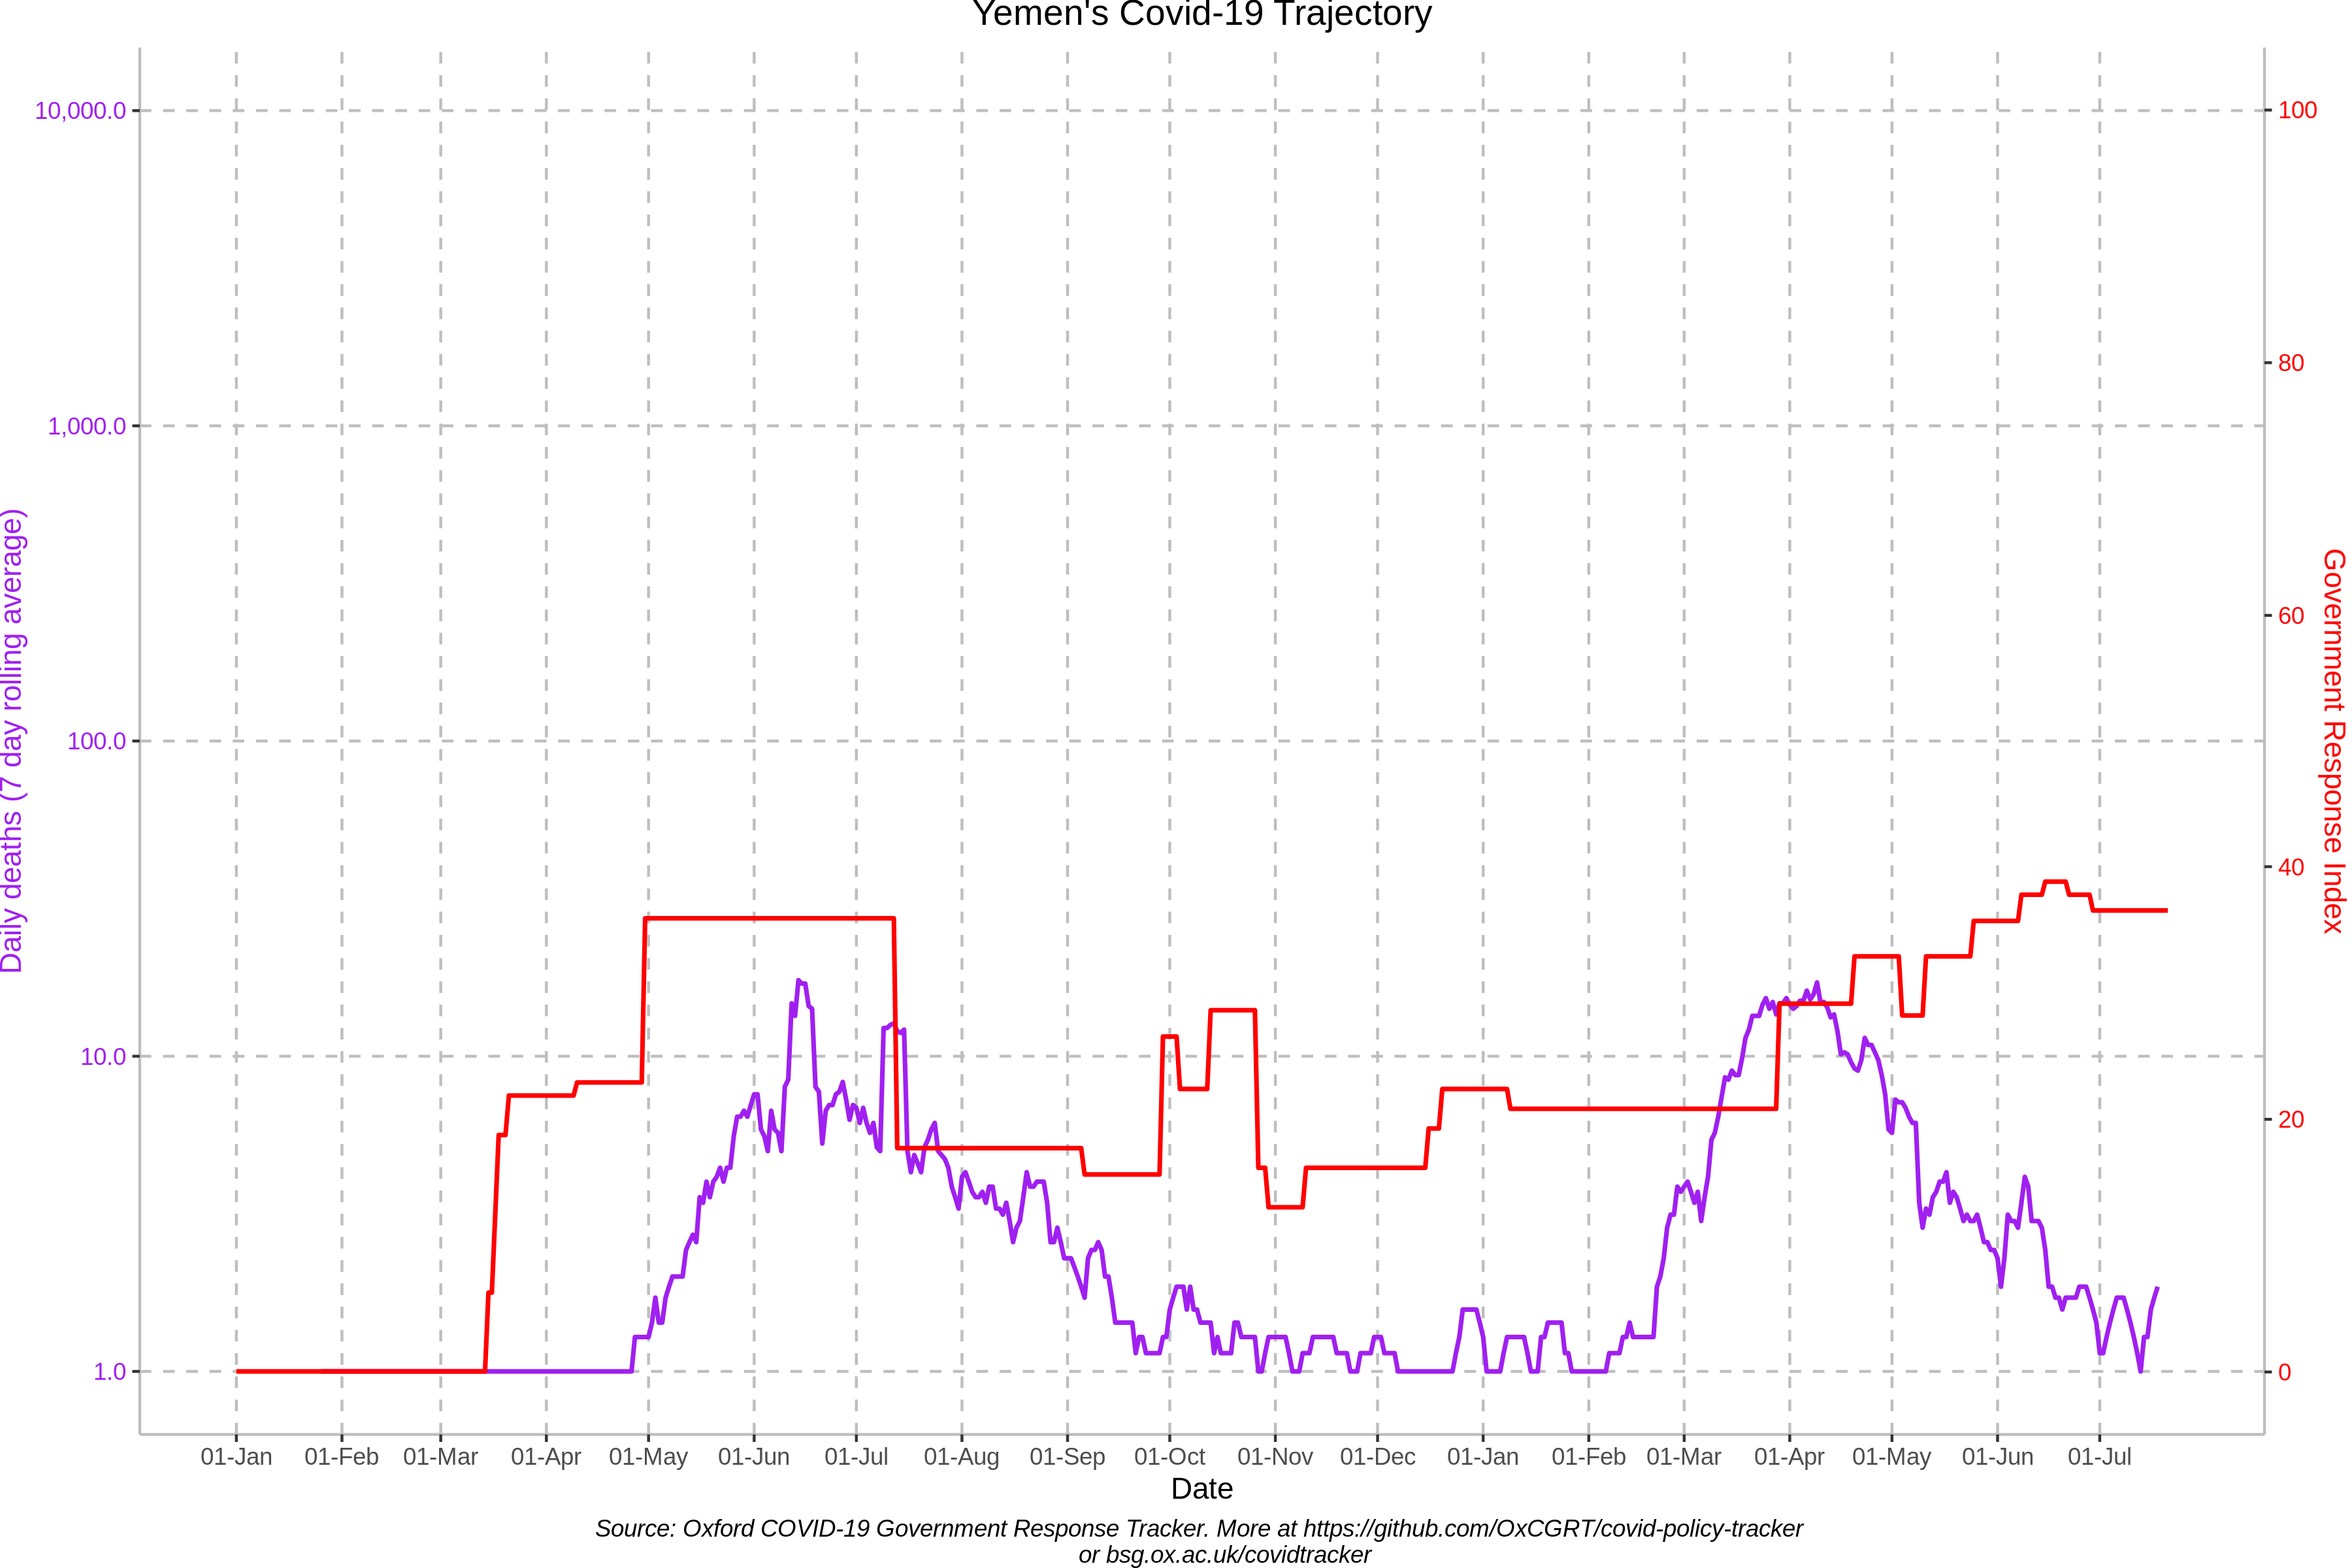 Yemen's Covid-19 Trajectory
10,000.0
1,000.0
100.0
10.0
1.0
Daily deaths (7 day rolling average)
100
80
60
40
20
0
Government Response Index
01-Jan 01-Feb 01-Mar 01-Apr 01-May 01-Jun 01-Jul 01-Aug 01-Sep 01-Oct 01-Nov 01-Dec 01-Jan 01-Feb 01-Mar 01-Apr 01-May 01-Jun 01-Jul
Date
Source: Oxford COVID-19 Government Response Tracker. More at https://github.com/OxCGRT/covid-policy-tracker
or bsg.ox.ac.uk/covidtracker